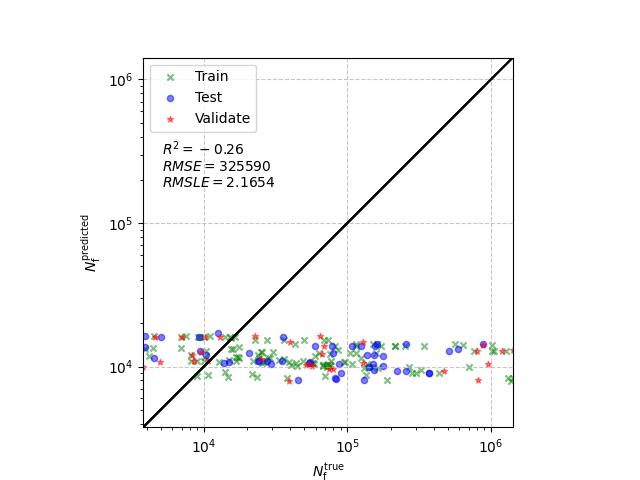 10⁶
10⁵
10⁴
N_f^predicted
Train
Test
Validate
R² = −0.26
RMSE = 325590
RMSLE = 2.1654
10⁴ 10⁵ 10⁶
N_f^true